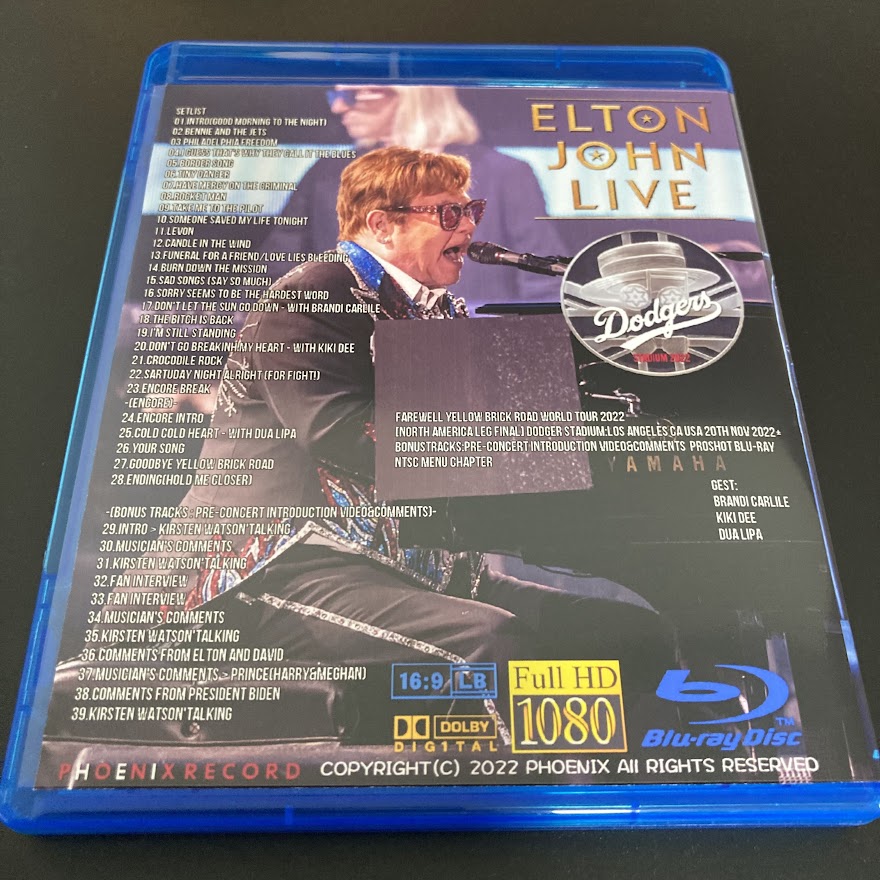 ELTON
JOHN
LIVE
SETLIST
01.INTRO(GOOD MORNING TO THE NIGHT)
02.BENNIE AND THE JETS
03.PHILADELPHIA FREEDOM
04.I GUESS THAT'S WHY THEY CALL IT THE BLUES
05.BORDER SONG
06.TINY DANCER
07.HAVE MERCY ON THE CRIMINAL
08.ROCKET MAN
09.TAKE ME TO THE PILOT
10.SOMEONE SAVED MY LIFE TONIGHT
11.LEVON
12.CANDLE IN THE WIND
13.FUNERAL FOR A FRIEND/LOVE LIES BLEEDING
14.BURN DOWN THE MISSION
15.SAD SONGS (SAY SO MUCH)
16.SORRY SEEMS TO BE THE HARDEST WORD
17.DON'T LET THE SUN GO DOWN - WITH BRANDI CARLILE
18.THE BITCH IS BACK
19.I'M STILL STANDING
20.DON'T GO BREAKINH MY HEART - WITH KIKI DEE
21.CROCODILE ROCK
22.SARTUDAY NIGHT ALRIGHT (FOR FIGHT!)
23.ENCORE BREAK
-(ENCORE)-
24.ENCORE INTRO
25.COLD COLD HEART - WITH DUA LIPA
26.YOUR SONG
27.GOODBYE YELLOW BRICK ROAD
28.ENDING(HOLD ME CLOSER)
-(BONUS TRACKS : PRE-CONCERT INTRODUCTION VIDEO&COMMENTS)-
29.INTRO > KIRSTEN WATSON'TALKING
30.MUSICIAN'S COMMENTS
31.KIRSTEN WATSON'TALKING
32.FAN INTERVIEW
33.FAN INTERVIEW
34.MUSICIAN'S COMMENTS
35.KIRSTEN WATSON'TALKING
36.COMMENTS FROM ELTON AND DAVID
37.MUSICIAN'S COMMENTS > PRINCE(HARRY&MEGHAN)
38.COMMENTS FROM PRESIDENT BIDEN
39.KIRSTEN WATSON'TALKING
Dodgers
STADIUM 2022
FAREWELL YELLOW BRICK ROAD WORLD TOUR 2022
[NORTH AMERICA LEG FINAL] DODGER STADIUM:LOS ANGELES CA USA 20TH NOV 2022+
BONUSTRACKS:PRE-CONCERT INTRODUCTION VIDEO&COMMENTS PROSHOT BLU-RAY
NTSC MENU CHAPTER
YAMAHA
GEST:
BRANDI CARLILE
KIKI DEE
DUA LIPA
16:9 LB
DOLBY
DIGITAL
Full HD
1080
Blu-ray Disc TM
PHOENIXRECORD COPYRIGHT(C) 2022 PHOENIX All RIGHTS RESERVED